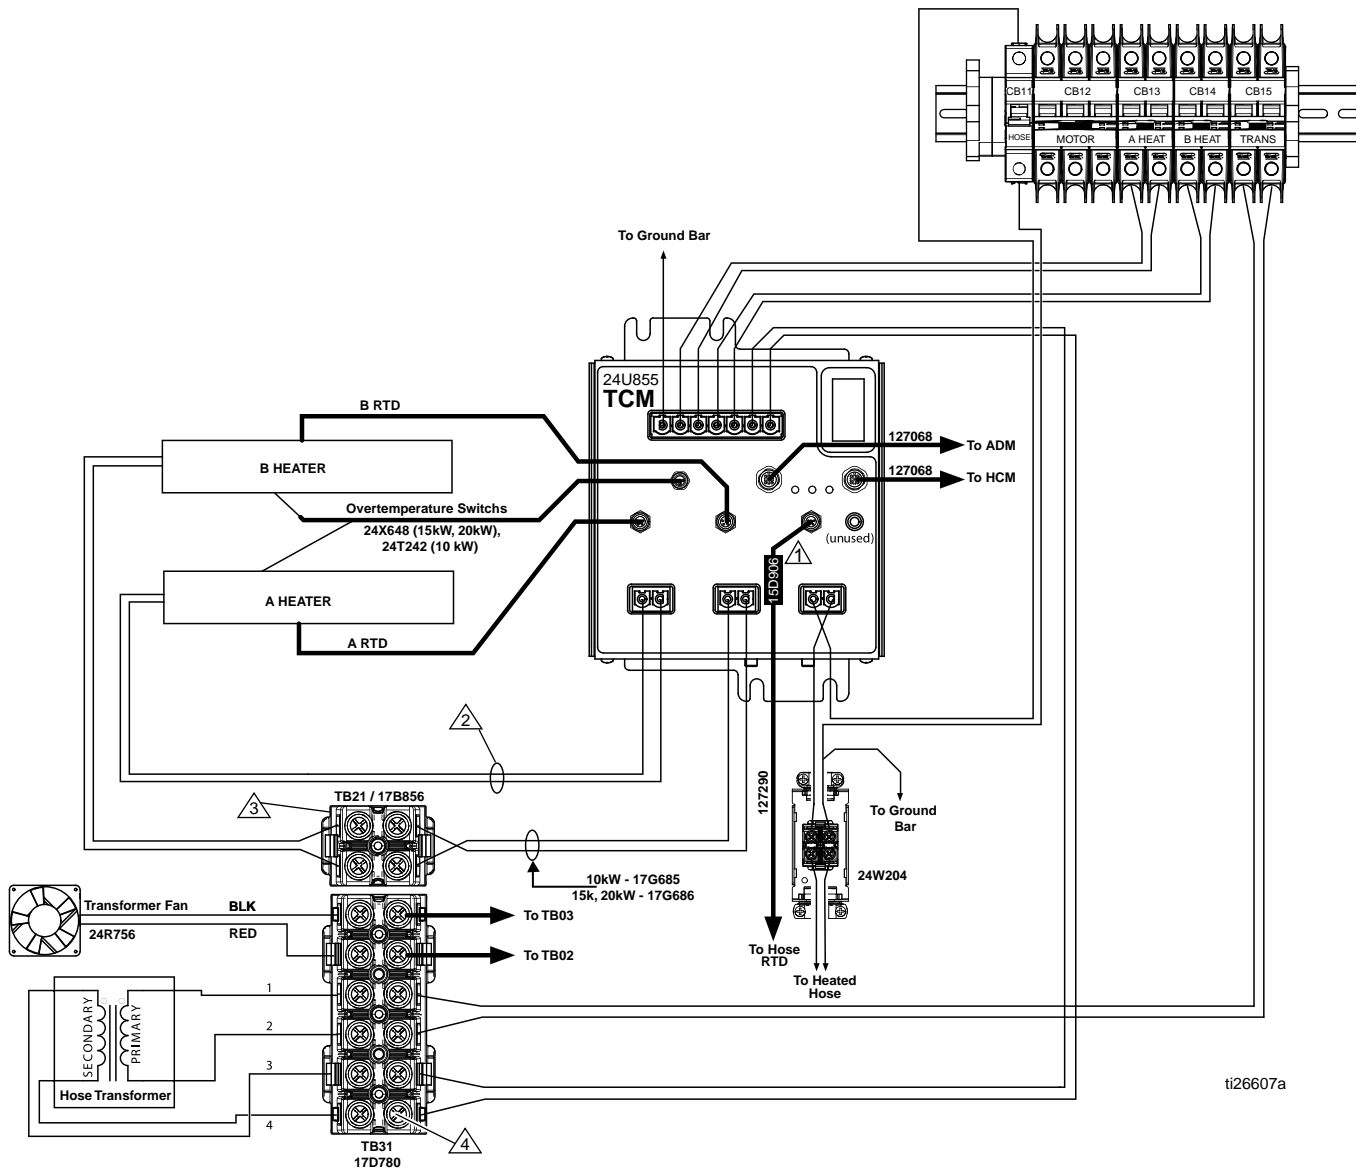 CB11
CB12
CB13
CB14
CB15
HOSE
MOTOR
A HEAT
B HEAT
TRANS
To Ground Bar
24U855
TCM
B RTD
127068
To ADM
B HEATER
127068
To HCM
Overtemperature Switchs
24X648 (15kW, 20kW),
24T242 (10 kW)
(unused)
1
15D906
A HEATER
A RTD
2
127290
TB21 / 17B856
3
To Ground
Bar
24W204
10kW - 17G685
15k, 20kW - 17G686
Transformer Fan
BLK
24R756
RED
To TB03
To TB02
To Hose
RTD
To Heated
Hose
1
2
3
4
SECONDARY
PRIMARY
Hose Transformer
4
TB31
17D780
ti26607a